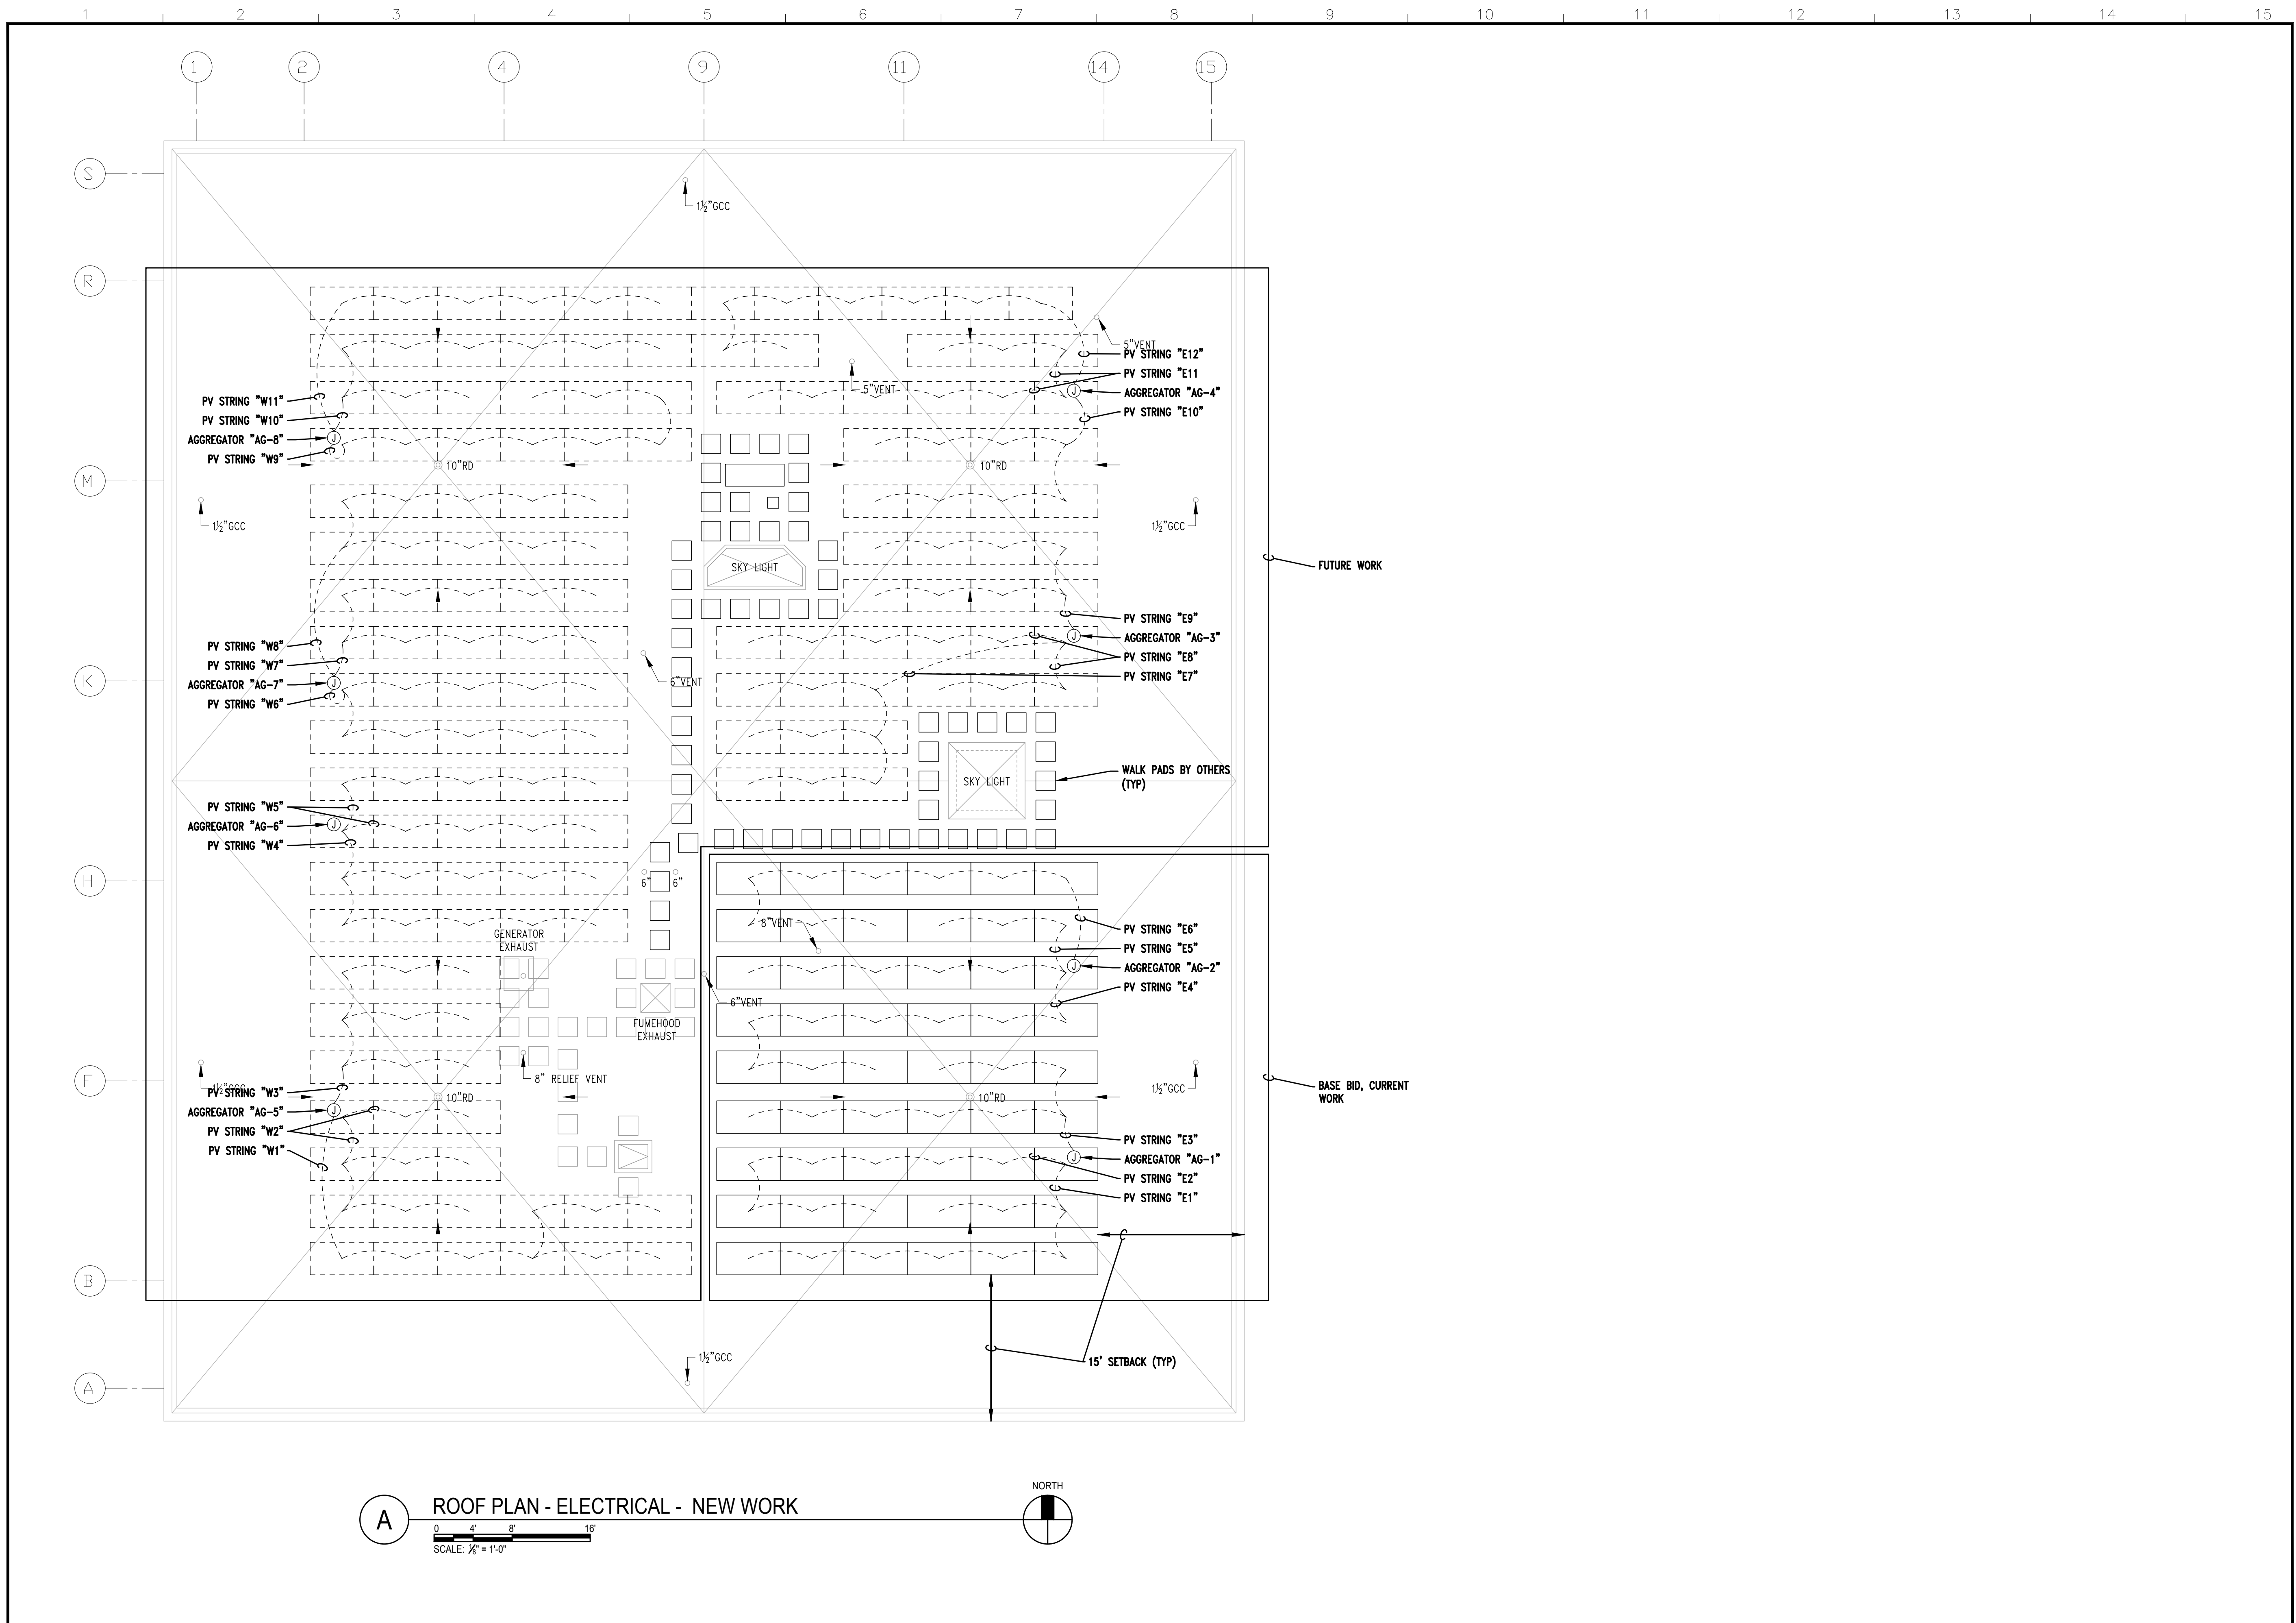 1 2 3 4 5 6 7 8 9 10 11 12 13 14 15
1 2 4 9 11 14 15
S
1½"GCC
R
5"VENT
PV STRING "E12"
PV STRING "E11
5"VENT
AGGREGATOR "AG-4"
PV STRING "W11"
PV STRING "E10"
PV STRING "W10"
AGGREGATOR "AG-8"
PV STRING "W9"
10"RD
10"RD
M
1½"GCC
1½"GCC
SKY LIGHT
FUTURE WORK
PV STRING "E9"
AGGREGATOR "AG-3"
PV STRING "W8"
PV STRING "E8"
PV STRING "W7"
PV STRING "E7"
K
AGGREGATOR "AG-7"
6"VENT
PV STRING "W6"
WALK PADS BY OTHERS
(TYP)
SKY LIGHT
PV STRING "W5"
AGGREGATOR "AG-6"
PV STRING "W4"
H
6"
6"
8"VENT
PV STRING "E6"
GENERATOR
EXHAUST
PV STRING "E5"
AGGREGATOR "AG-2"
PV STRING "E4"
6"VENT
FUMEHOOD
EXHAUST
F
8" RELIEF VENT
1½"GCC
1½"GCC
BASE BID, CURRENT
WORK
PV STRING "W3"
10"RD
10"RD
AGGREGATOR "AG-5"
PV STRING "W2"
PV STRING "W1"
PV STRING "E3"
AGGREGATOR "AG-1"
PV STRING "E2"
PV STRING "E1"
B
1½"GCC
15' SETBACK (TYP)
A
J
J
J
J
J
J
J
J
NORTH
A
ROOF PLAN - ELECTRICAL - NEW WORK
0 4' 8' 16'
SCALE: ⅛" = 1'-0"